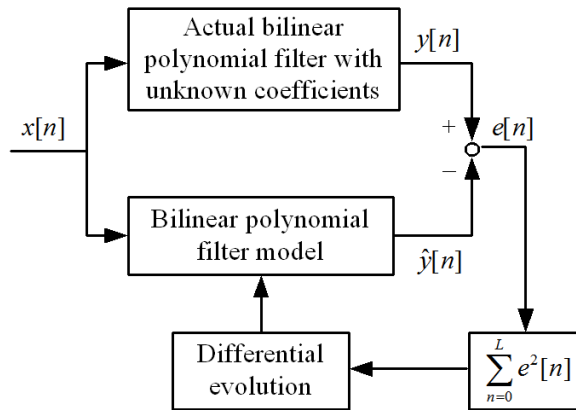 Actual bilinear
polynomial filter with
unknown coefficients
y[n]
x[n]
+
e[n]
−
Bilinear polynomial
filter model
ŷ[n]
Differential
evolution
L
∑ e²[n]
n=0